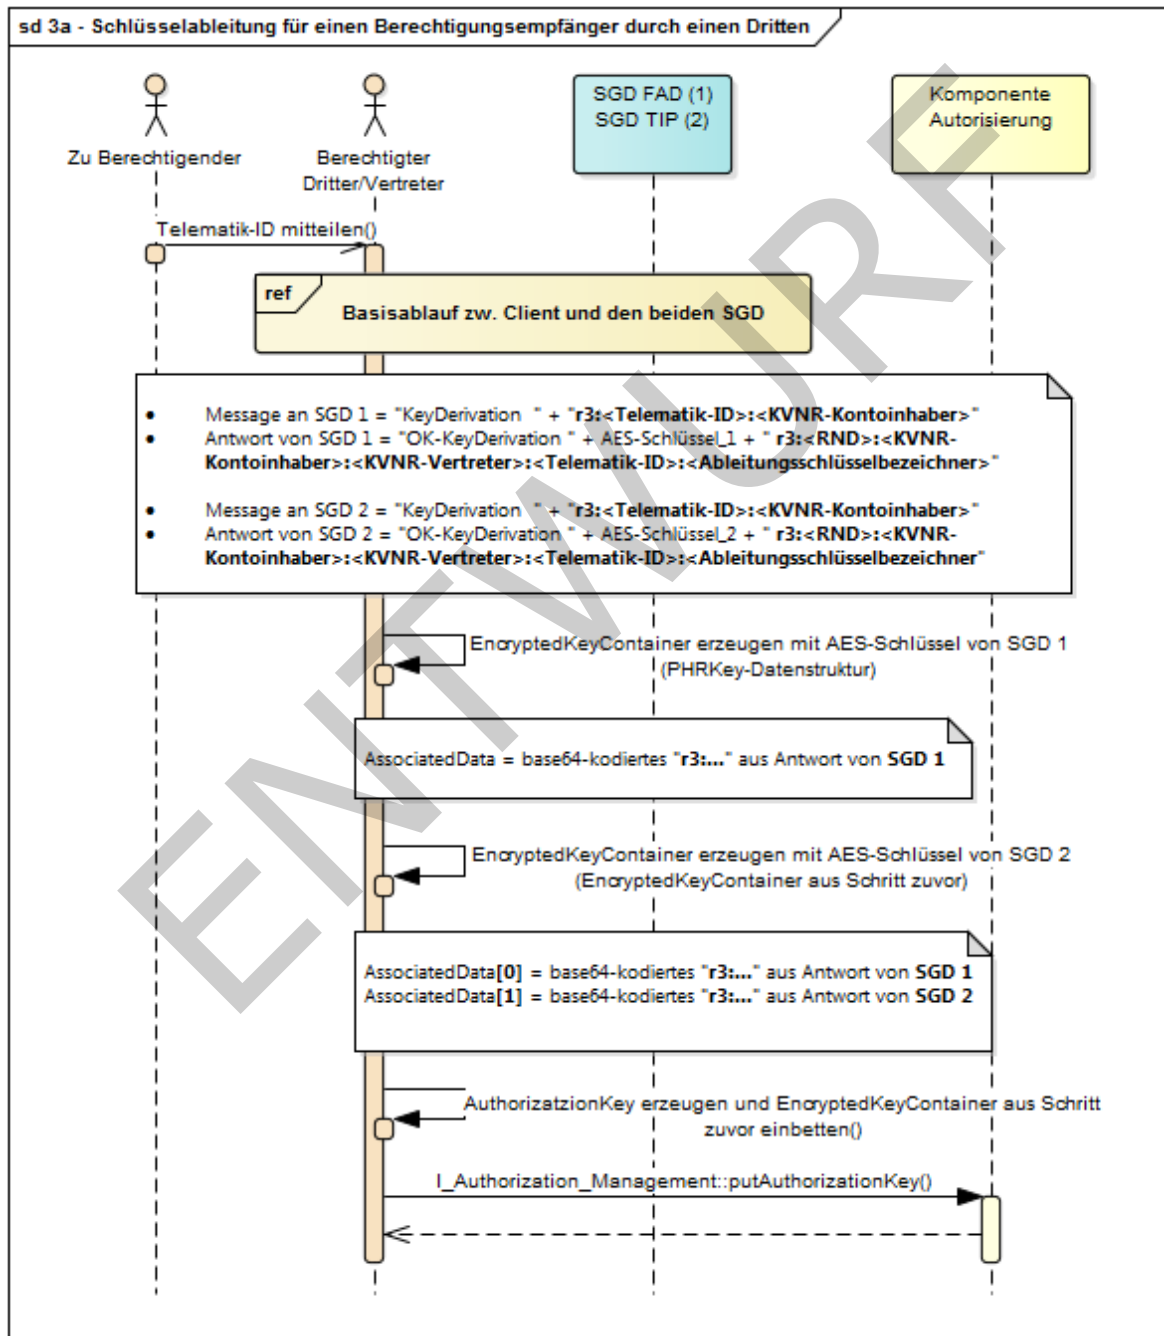 sd 3a - Schlüsselableitung für einen Berechtigungsempfänger durch einen Dritten
SGD FAD (1)
SGD TIP (2)
Komponente
Autorisierung
Zu Berechtigender
Berechtigter
Dritter/Vertreter
Telematik-ID mitteilen()
ref
Basisablauf zw. Client und den beiden SGD
• Message an SGD 1 = "KeyDerivation " + "r3:<Telematik-ID>:<KVNR-Kontoinhaber>"
• Antwort von SGD 1 = "OK-KeyDerivation " + AES-Schlüssel_1 + " r3:<RND>:<KVNR-
Kontoinhaber>:<KVNR-Vertreter>:<Telematik-ID>:<Ableitungsschlüsselbezeichner>"
• Message an SGD 2 = "KeyDerivation " + "r3:<Telematik-ID>:<KVNR-Kontoinhaber>"
• Antwort von SGD 2 = "OK-KeyDerivation " + AES-Schlüssel_2 + " r3:<RND>:<KVNR-
Kontoinhaber>:<KVNR-Vertreter>:<Telematik-ID>:<Ableitungsschlüsselbezeichner"
EncryptedKeyContainer erzeugen mit AES-Schlüssel von SGD 1
(PHRKey-Datenstruktur)
AssociatedData = base64-kodiertes "r3:..." aus Antwort von SGD 1
EncryptedKeyContainer erzeugen mit AES-Schlüssel von SGD 2
(EncryptedKeyContainer aus Schritt zuvor)
AssociatedData[0] = base64-kodiertes "r3:..." aus Antwort von SGD 1
AssociatedData[1] = base64-kodiertes "r3:..." aus Antwort von SGD 2
AuthorizatzionKey erzeugen und EncryptedKeyContainer aus Schritt
zuvor einbetten()
I_Authorization_Management::putAuthorizationKey()
ENTWURF